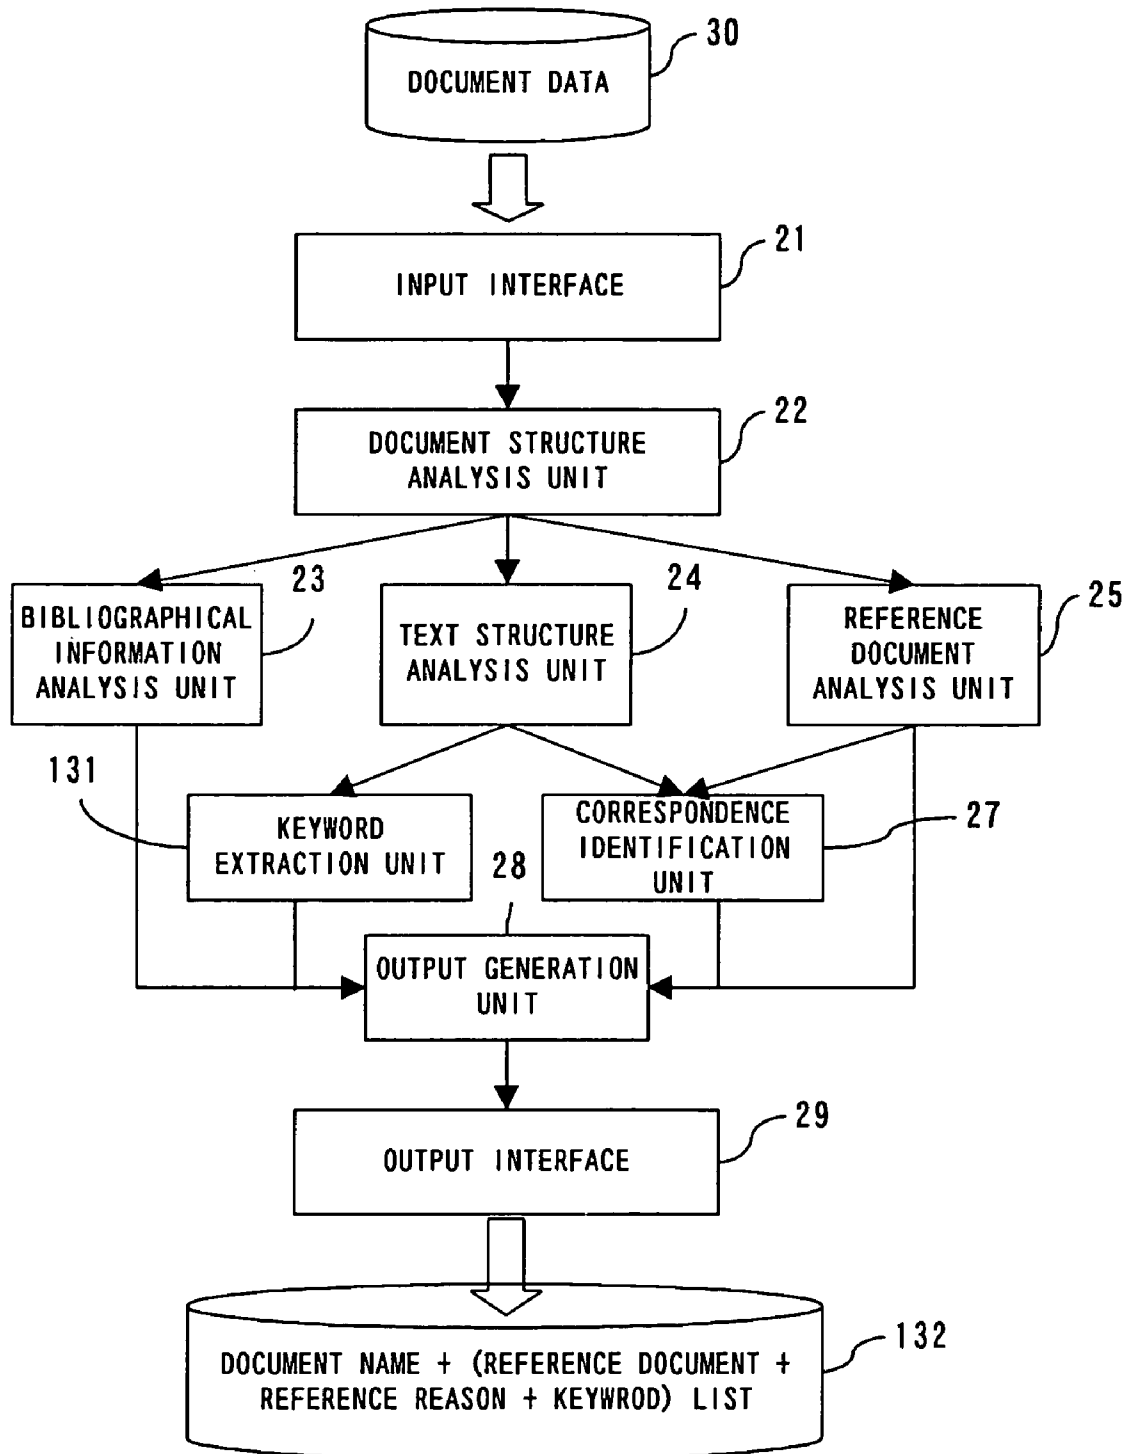 30
DOCUMENT DATA
21
INPUT INTERFACE
22
DOCUMENT STRUCTURE
ANALYSIS UNIT
23
BIBLIOGRAPHICAL
INFORMATION
ANALYSIS UNIT
24
TEXT STRUCTURE
ANALYSIS UNIT
25
REFERENCE
DOCUMENT
ANALYSIS UNIT
131
KEYWORD
EXTRACTION UNIT
CORRESPONDENCE
IDENTIFICATION
UNIT
27
28
OUTPUT GENERATION
UNIT
29
OUTPUT INTERFACE
132
DOCUMENT NAME + (REFERENCE DOCUMENT +
REFERENCE REASON + KEYWROD) LIST